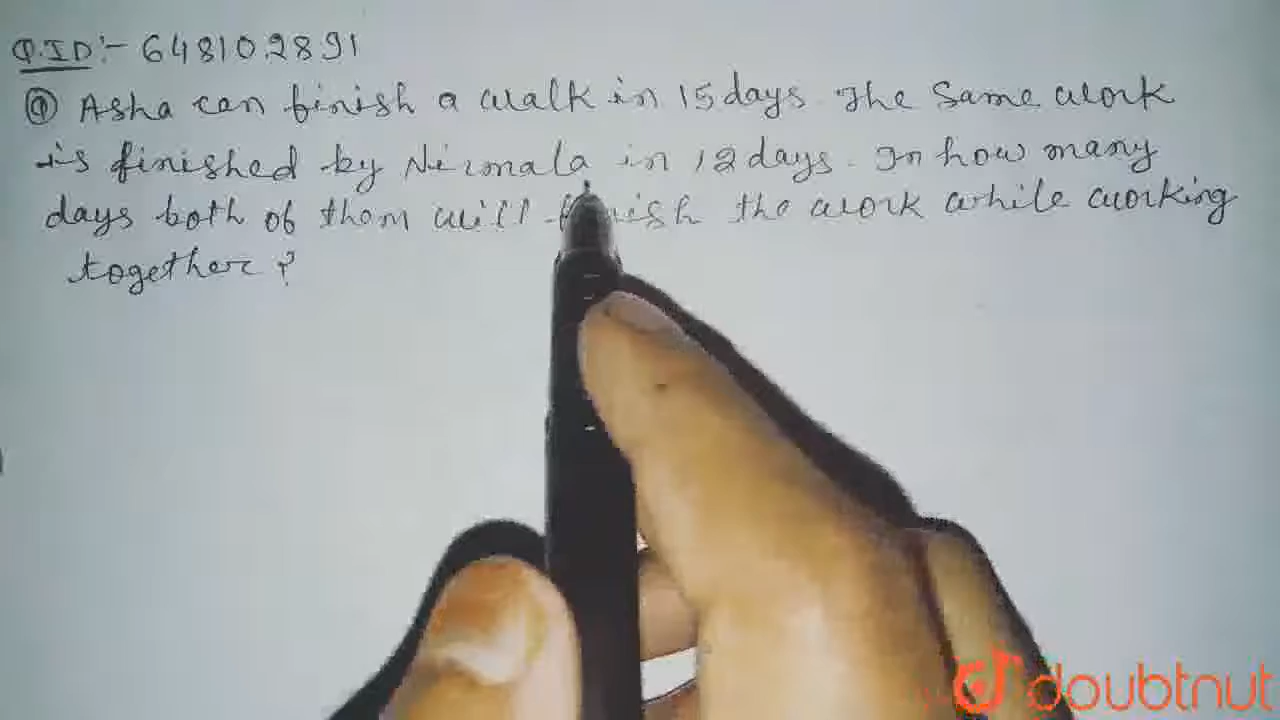 Q.ID:- 648102891
Q Asha can finish a walk in 15 days. The same work
is finished by Nirmala in 12 days. In how many
days both of them will finish the work while working
together?
doubtnut